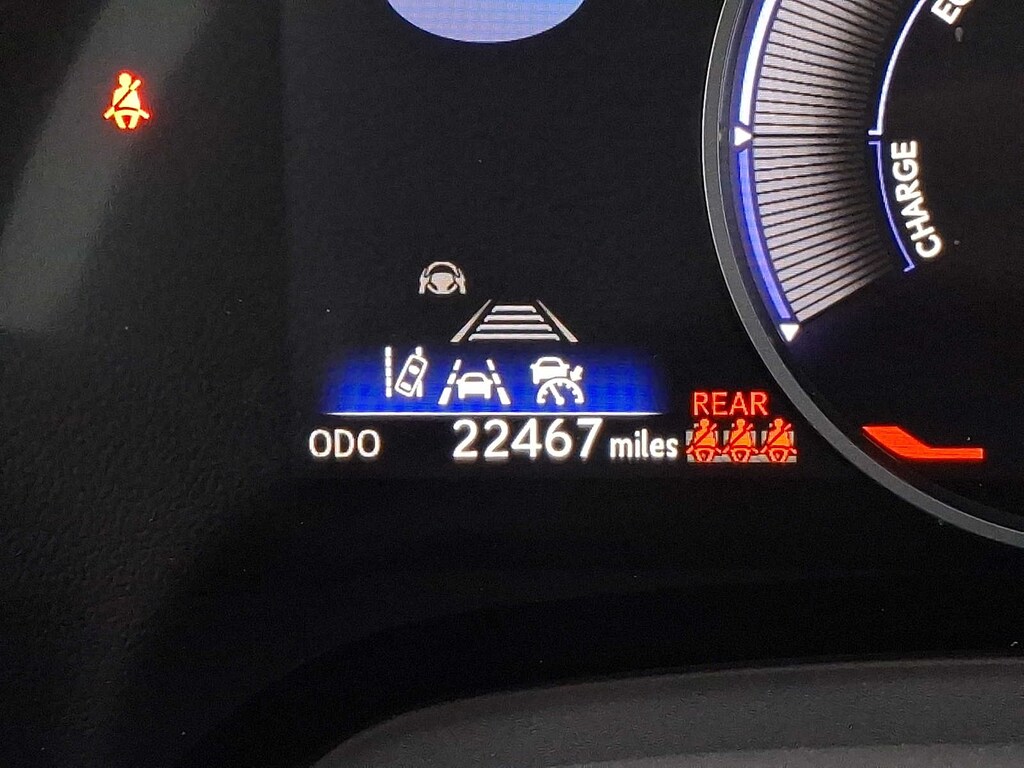 CHARGE
REAR
ODO 22467 miles